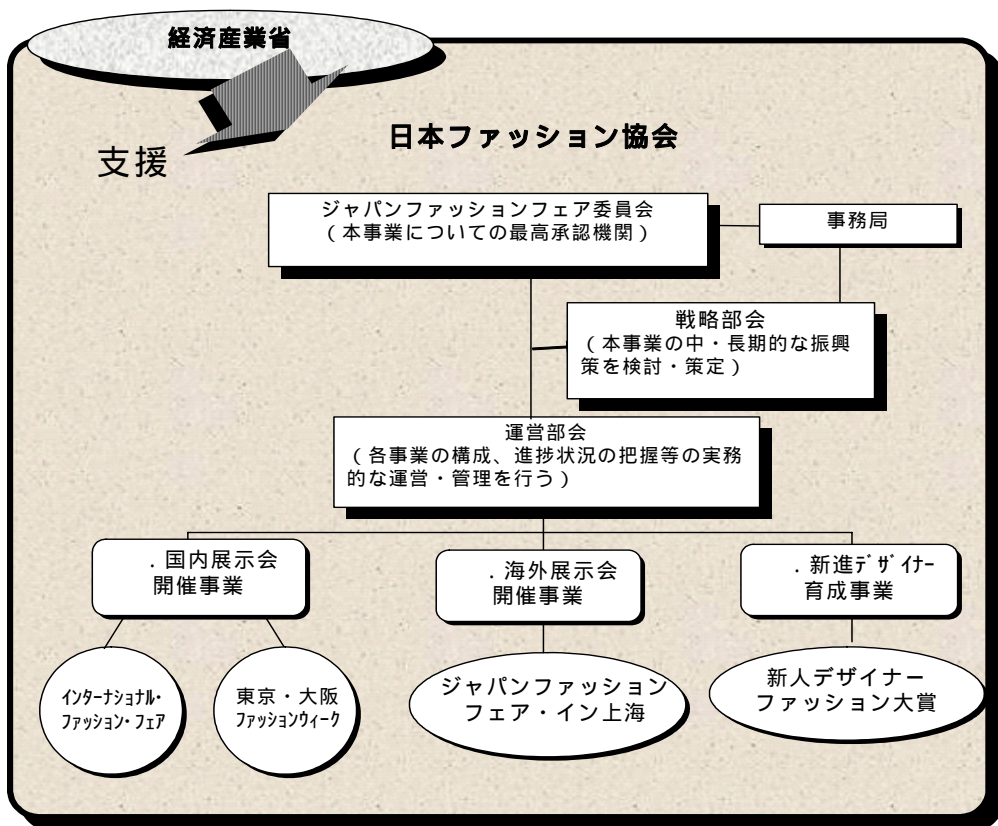 経済産業省
支援
日本ファッション協会
ジャパンファッションフェア委員会
(本事業についての最高承認機関)
事務局
戦略部会
(本事業の中・長期的な振興
策を検討・策定)
運営部会
(各事業の構成、進捗状況の把握等の実務
的な運営・管理を行う)
．国内展示会
開催事業
．海外展示会
開催事業
．新進ﾃﾞｻﾞｲﾅｰ
育成事業
ｲﾝﾀｰﾅｼｮﾅﾙ・
ﾌｧｯｼｮﾝ・ﾌｪｱ
東京・大阪
ﾌｧｯｼｮﾝｳｨｰｸ
ジャパンファッション
フェア・イン上海
新人デザイナー
ファッション大賞